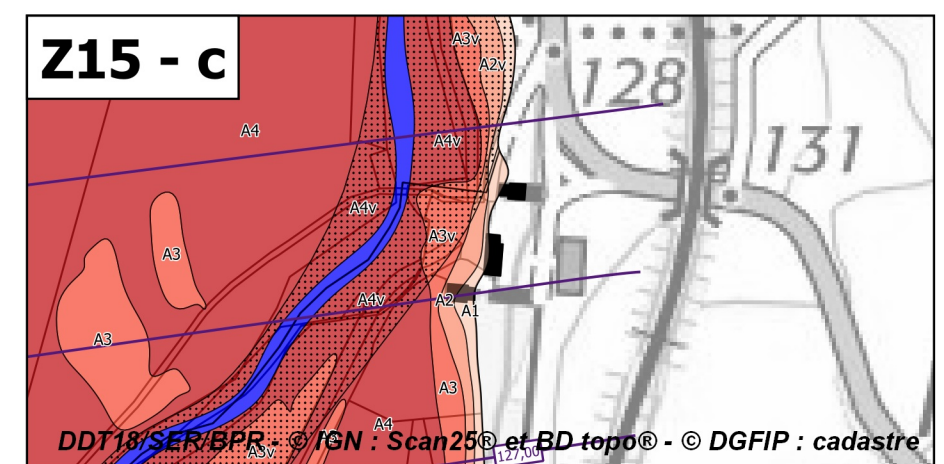 Z15 - c
A3v
A2v
128
A4
A4v
131
A4v
A3v
A3
A4v
A2
A1
A3
A3
A4
A3
DDT18/SER/BPR - © IGN : Scan25® et BD topo® - © DGFIP : cadastre
A3v
127,00